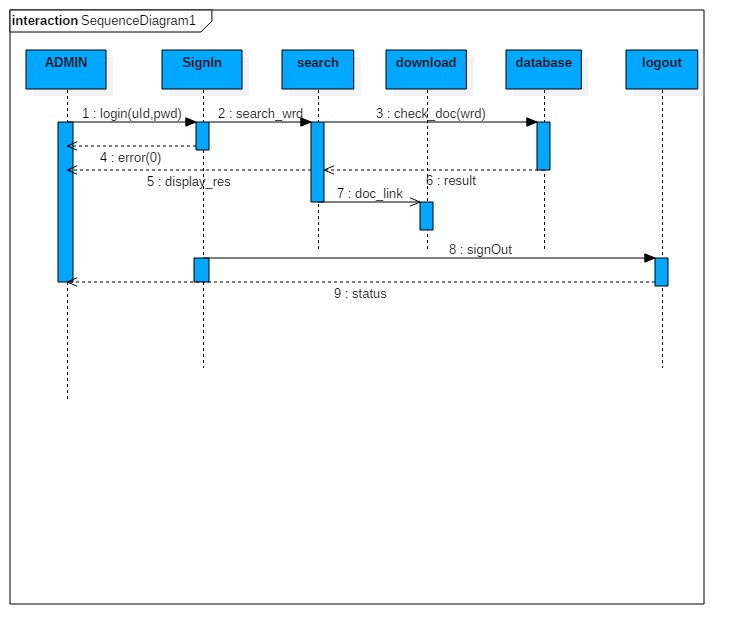 interaction SequenceDiagram1
ADMIN
SignIn
search
download
database
logout
1 : login(uId,pwd)
2 : search_wrd
3 : check_doc(wrd)
4 : error(0)
5 : display_res
6 : result
7 : doc_link
8 : signOut
9 : status